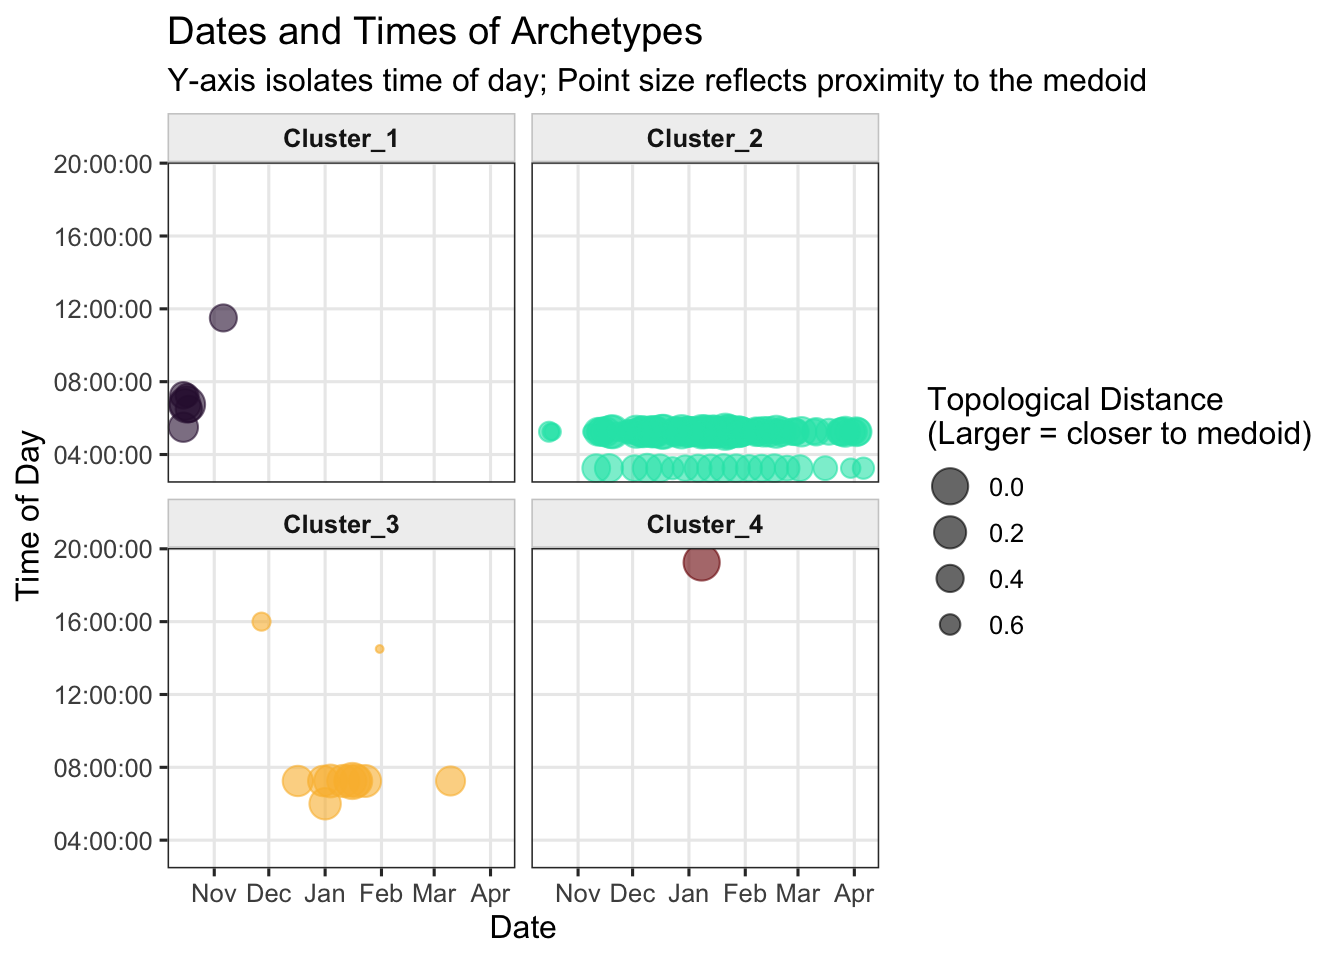 Dates and Times of Archetypes
Y-axis isolates time of day; Point size reflects proximity to the medoid
Cluster_1
Cluster_2
20:00:00
16:00:00
12:00:00
08:00:00
04:00:00
Cluster_3
Cluster_4
20:00:00
16:00:00
12:00:00
08:00:00
04:00:00
Nov Dec Jan Feb Mar Apr
Nov Dec Jan Feb Mar Apr
Date
Time of Day
Topological Distance
(Larger = closer to medoid)
0.0
0.2
0.4
0.6